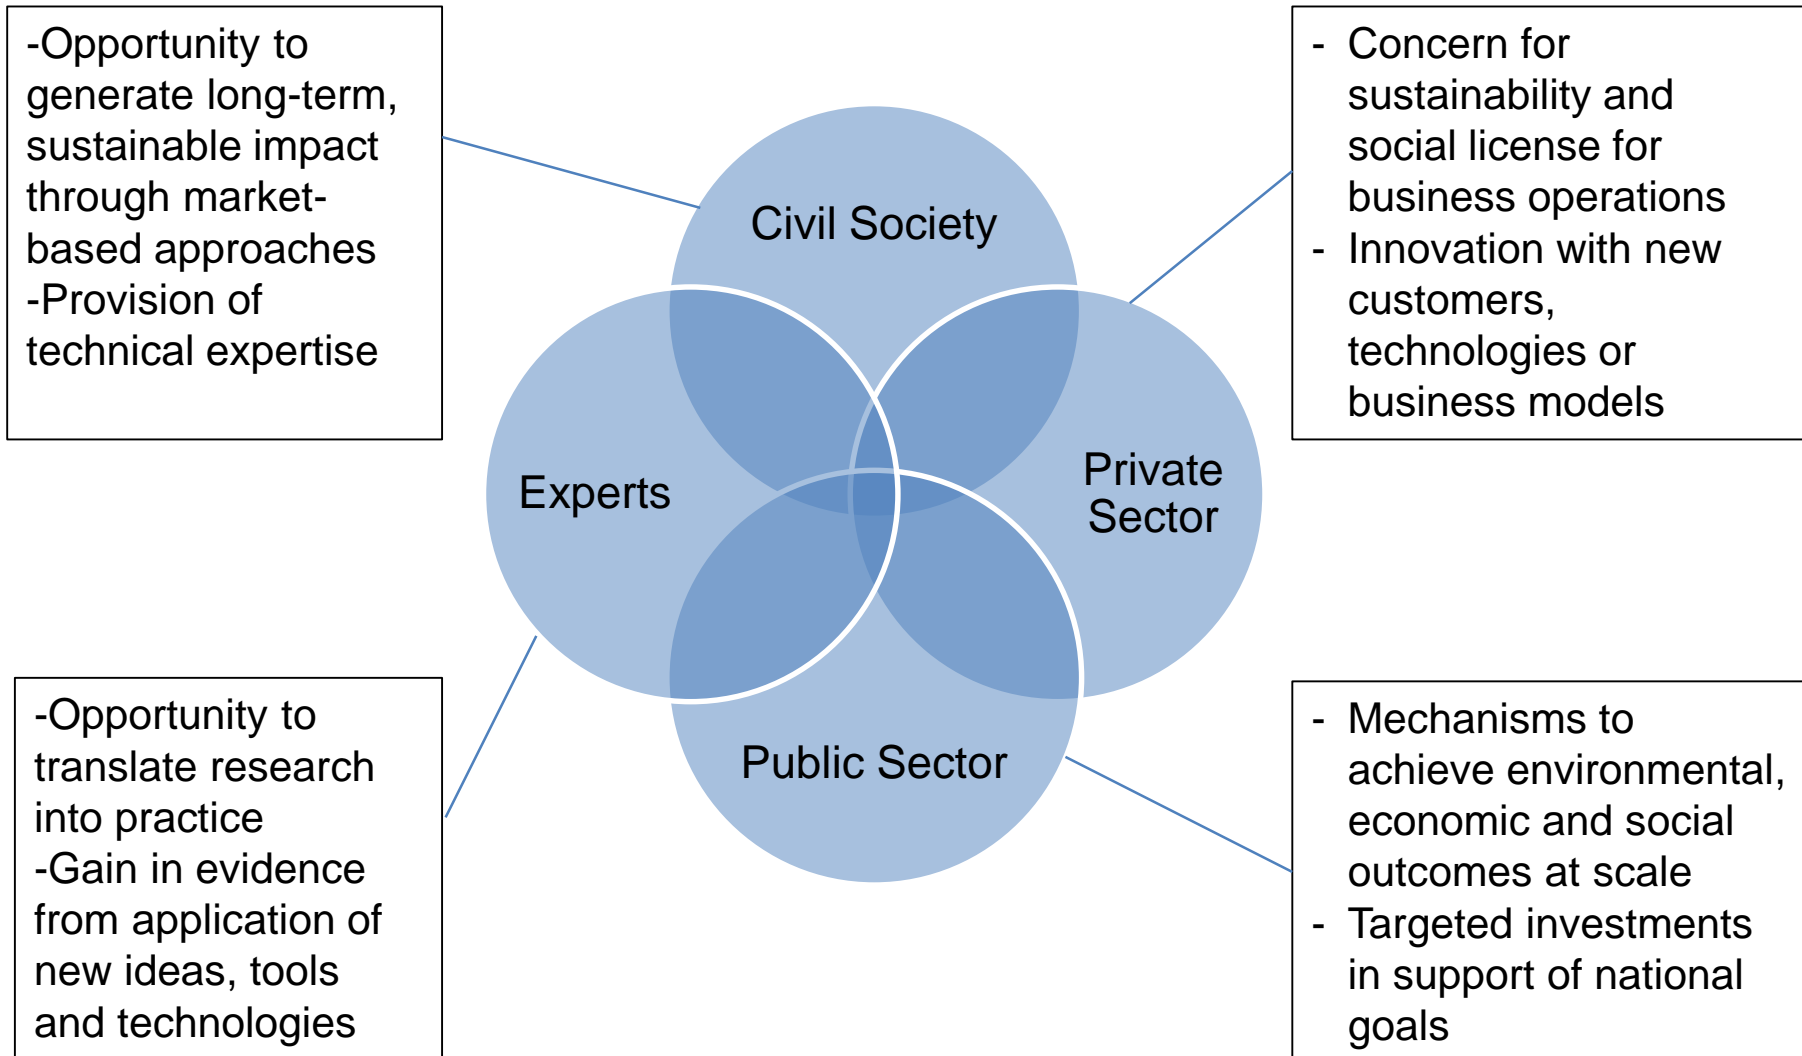 -Opportunity to
generate long-term,
sustainable impact
through market-
based approaches
-Provision of
technical expertise
- Concern for
sustainability and
social license for
business operations
- Innovation with new
customers,
technologies or
business models
Civil Society
Experts
Private
Sector
Public Sector
-Opportunity to
translate research
into practice
-Gain in evidence
from application of
new ideas, tools
and technologies
- Mechanisms to
achieve environmental,
economic and social
outcomes at scale
- Targeted investments
in support of national
goals